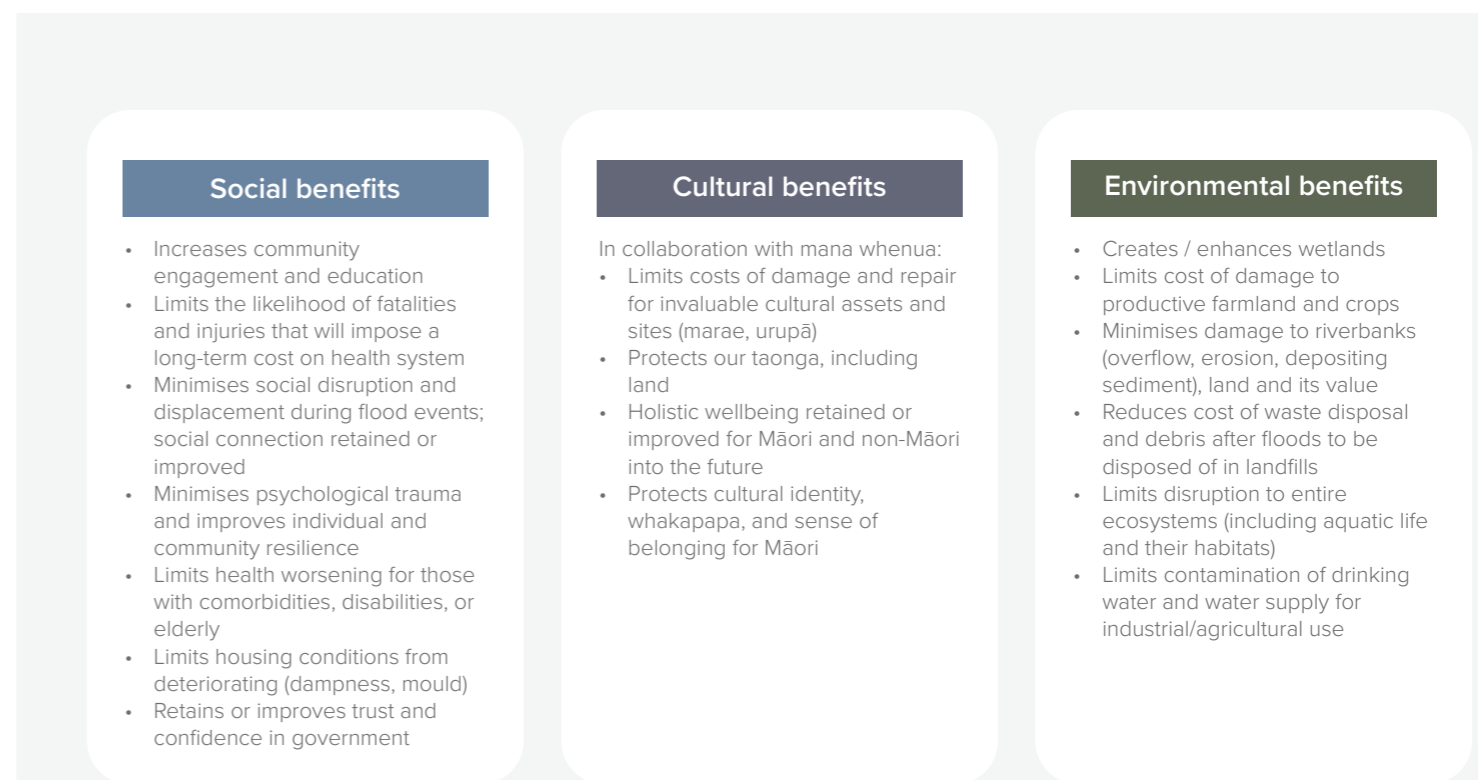 Social benefits
• Increases community
engagement and education
• Limits the likelihood of fatalities
and injuries that will impose a
long-term cost on health system
• Minimises social disruption and
displacement during flood events;
social connection retained or
improved
• Minimises psychological trauma
and improves individual and
community resilience
• Limits health worsening for those
with comorbidities, disabilities, or
elderly
• Limits housing conditions from
deteriorating (dampness, mould)
• Retains or improves trust and
confidence in government
Cultural benefits
In collaboration with mana whenua:
• Limits costs of damage and repair
for invaluable cultural assets and
sites (marae, urupā)
• Protects our taonga, including
land
• Holistic wellbeing retained or
improved for Māori and non-Māori
into the future
• Protects cultural identity,
whakapapa, and sense of
belonging for Māori
Environmental benefits
• Creates / enhances wetlands
• Limits cost of damage to
productive farmland and crops
• Minimises damage to riverbanks
(overflow, erosion, depositing
sediment), land and its value
• Reduces cost of waste disposal
and debris after floods to be
disposed of in landfills
• Limits disruption to entire
ecosystems (including aquatic life
and their habitats)
• Limits contamination of drinking
water and water supply for
industrial/agricultural use